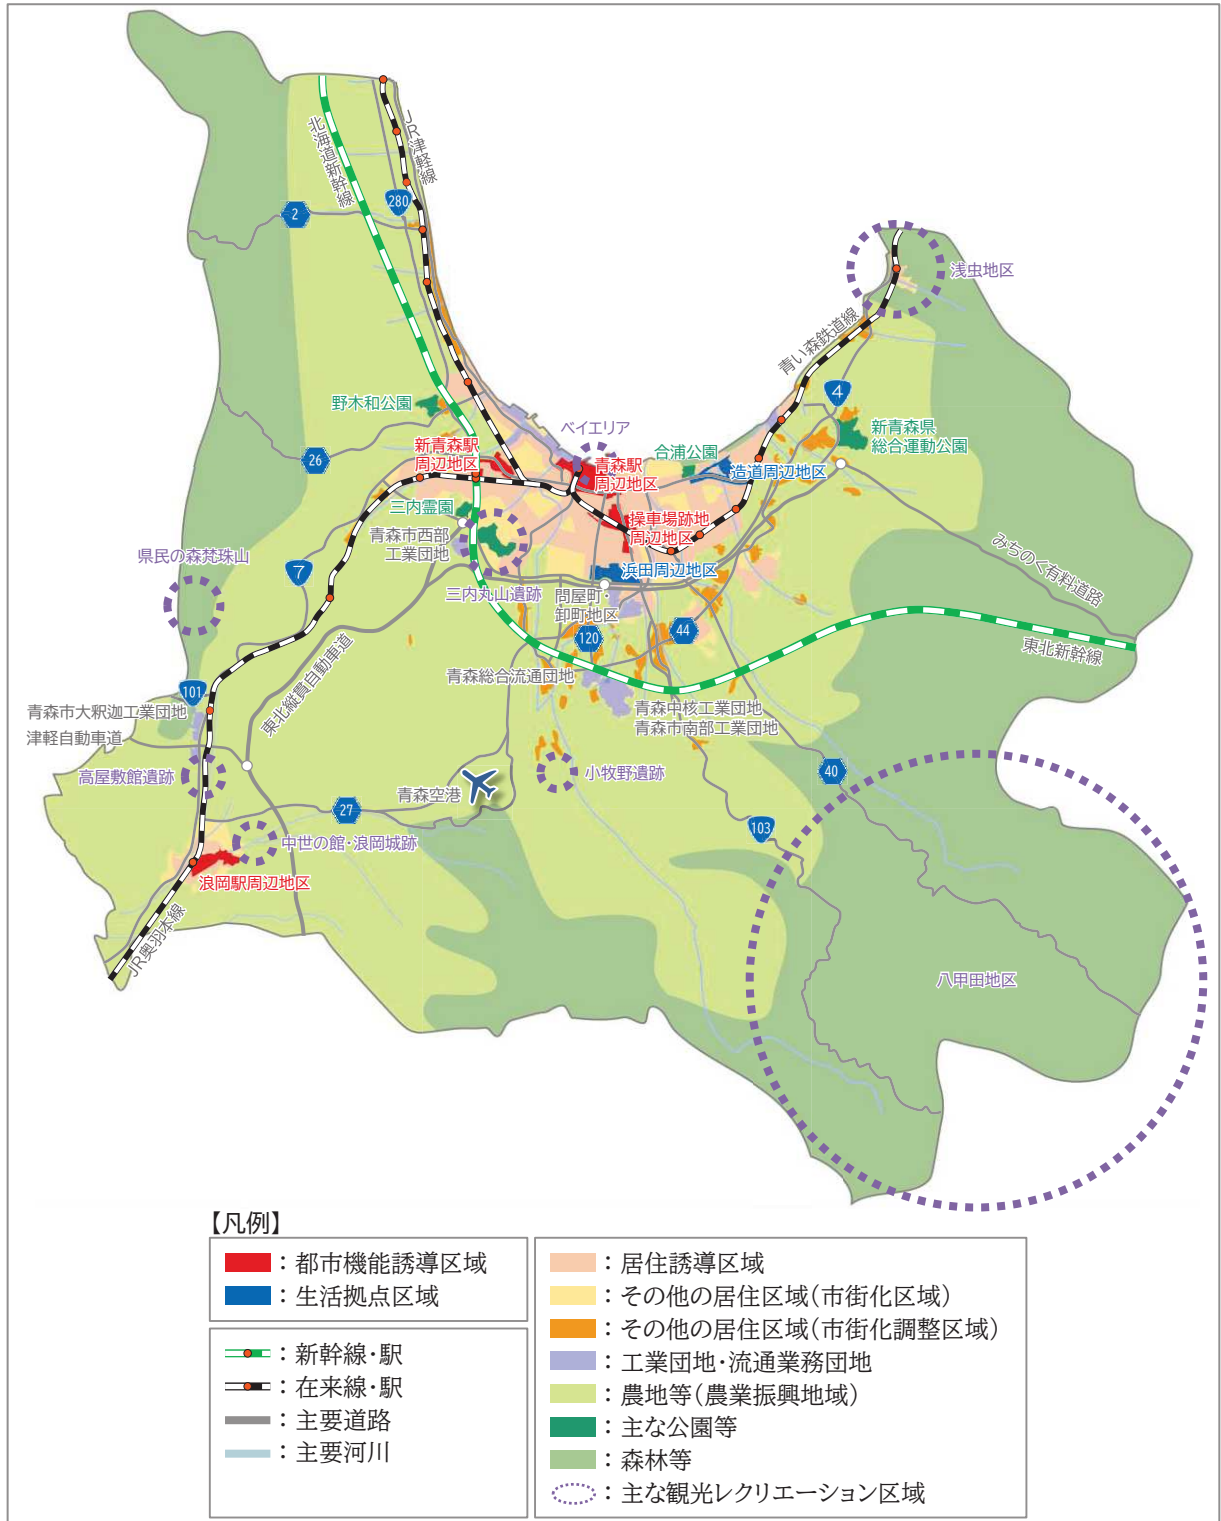 北海道新幹線
JR津軽線
280
2
浅虫地区
青い森鉄道線
4
野木和公園
新青森県
総合運動公園
ベイエリア
新青森駅
周辺地区
合浦公園
26
青森駅
周辺地区
造道周辺地区
三内霊園
操車場跡地
周辺地区
青森市西部
工業団地
みちのく有料道路
県民の森梵珠山
7
浜田周辺地区
三内丸山遺跡
問屋町・
卸町地区
120
44
東北新幹線
東北縦貫自動車道
青森総合流通団地
101
青森市大釈迦工業団地
青森中核工業団地
青森市南部工業団地
津軽自動車道
高屋敷館遺跡
小牧野遺跡
40
青森空港
27
103
中世の館・浪岡城跡
浪岡駅周辺地区
JR奥羽本線
八甲田地区
【凡例】
：都市機能誘導区域
：生活拠点区域
：新幹線・駅
：在来線・駅
：主要道路
：主要河川
：居住誘導区域
：その他の居住区域（市街化区域）
：その他の居住区域（市街化調整区域）
：工業団地・流通業務団地
：農地等（農業振興地域）
：主な公園等
：森林等
：主な観光レクリエーション区域